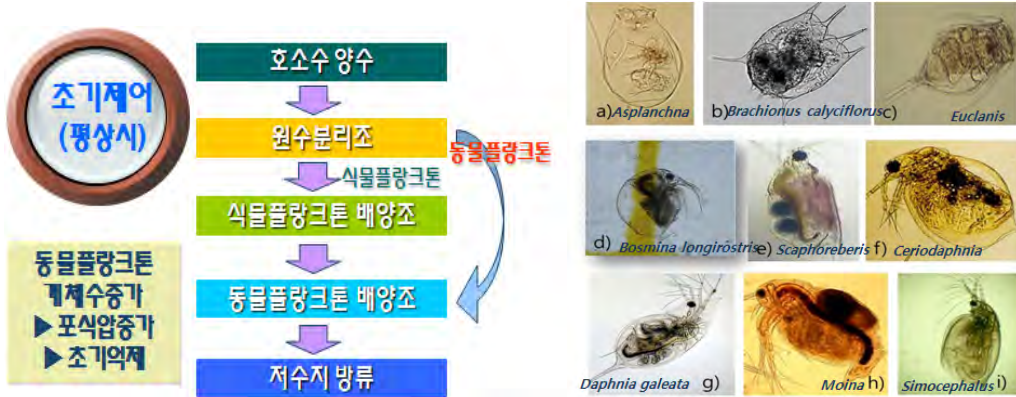 초기제어
(평상시)
동물플랑크톤
개체수증가
▶ 포식압증가
▶ 초기억제
호소수 양수
원수분리조
동물플랑크톤
식물플랑크톤
식물플랑크톤 배양조
동물플랑크톤 배양조
저수지 방류
a) Asplanchna
b) Brachionus calyciflorus
c) Euclanis
d) Bosmina longirostris
e) Scaphoreberis
f) Ceriodaphnia
Daphnia galeata g)
Moina h)
Simocephalus i)